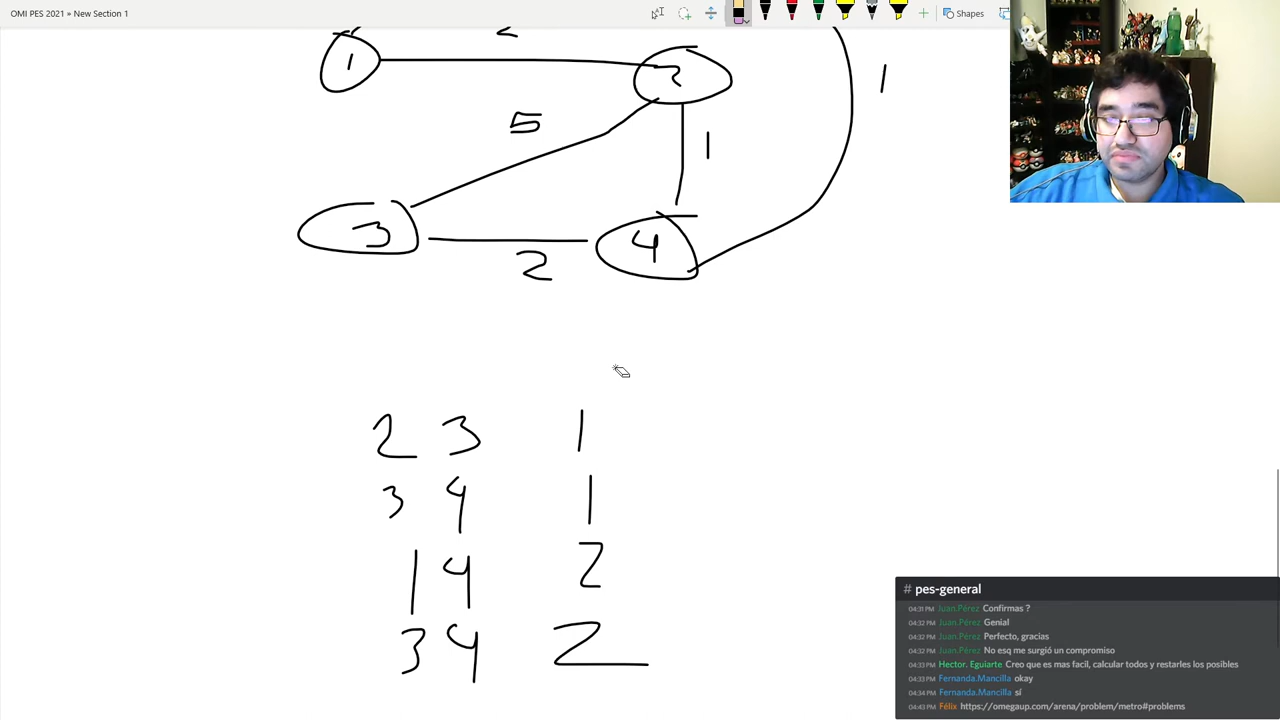 OMI PES 2021 » New Section 1
Shapes
2
1
2
1
5
1
3
4
2
2 3 1
3 4 1
1 4 2
3 4 2
# pes-general
04:31 PM Juan.Pérez Confirmas ?
04:32 PM Juan.Pérez Genial
04:32 PM Juan.Pérez Perfecto, gracias
04:32 PM Juan.Pérez No esq me surgió un compromiso
04:33 PM Hector. Eguiarte Creo que es mas facil, calcular todos y restarles los posibles
04:33 PM Fernanda.Mancilla okay
04:34 PM Fernanda.Mancilla sí
04:43 PM Félix https://omegaup.com/arena/problem/metro#problems